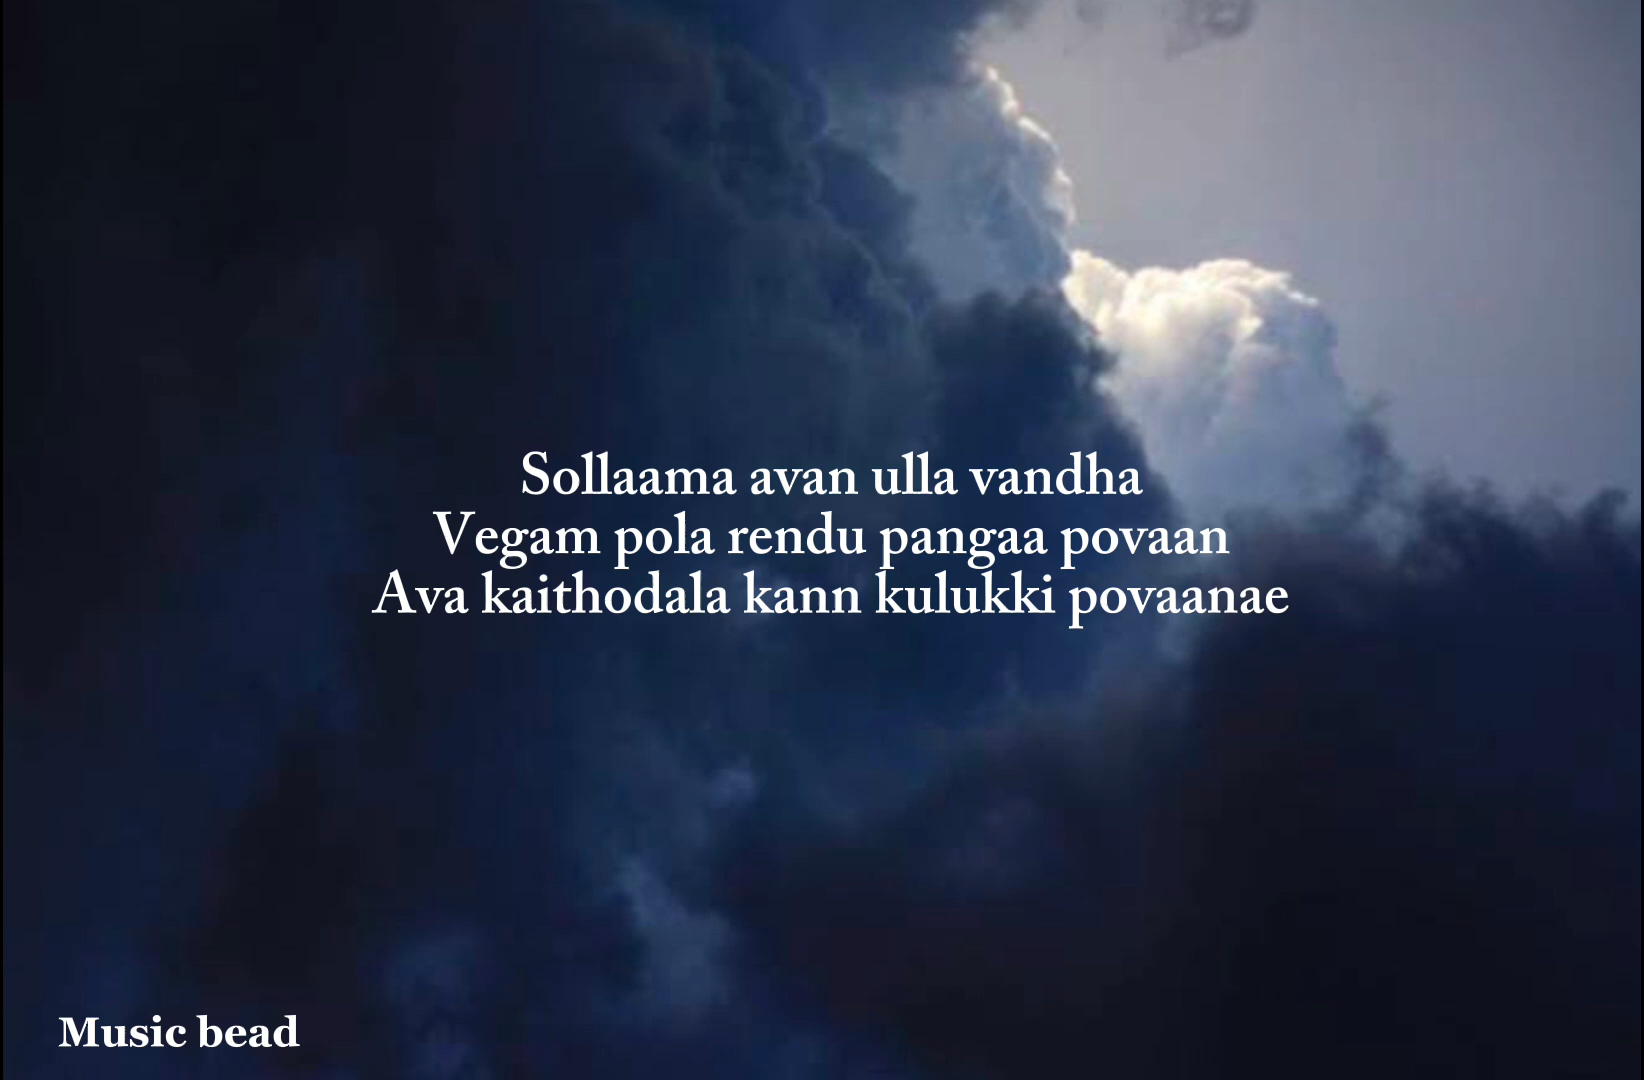 Sollaama avan ulla vandha
Vegam pola rendu pangaa povaan
Ava kaithodala kann kulukki povaanae
Music bead